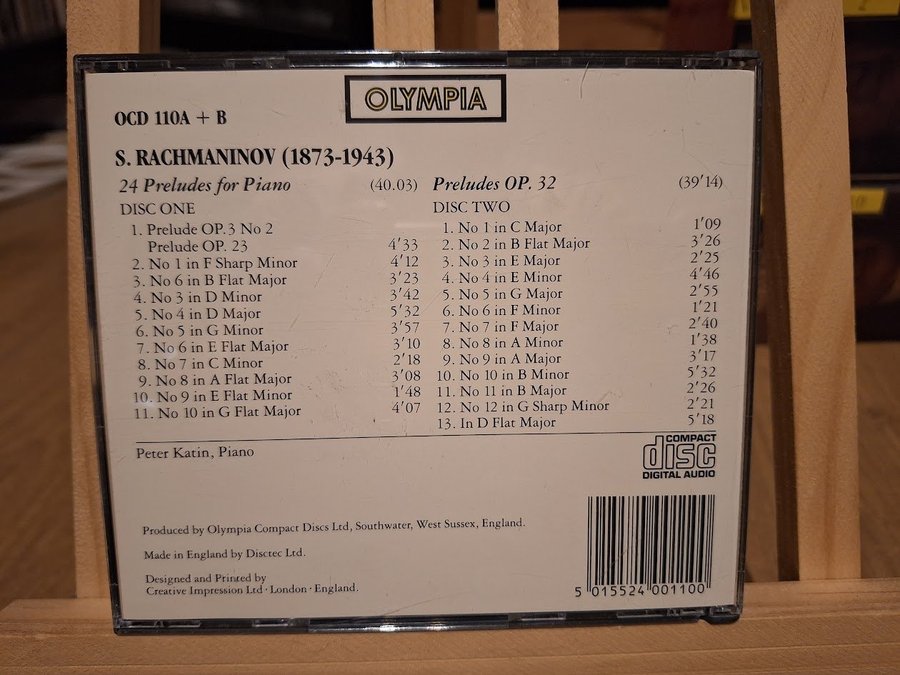 OLYMPIA
OCD 110A + B
S. RACHMANINOV (1873-1943)
24 Preludes for Piano (40.03)
DISC ONE
1. Prelude OP.3 No 2
Prelude OP. 23 4'33
2. No 1 in F Sharp Minor 4'12
3. No 6 in B Flat Major 3'23
4. No 3 in D Minor 3'42
5. No 4 in D Major 5'32
6. No 5 in G Minor 3'57
7. No 6 in E Flat Major 3'10
8. No 7 in C Minor 2'18
9. No 8 in A Flat Major 3'08
10. No 9 in E Flat Minor 1'48
11. No 10 in G Flat Major 4'07
Preludes OP. 32 (39'14)
DISC TWO
1. No 1 in C Major 1'09
2. No 2 in B Flat Major 3'26
3. No 3 in E Major 2'25
4. No 4 in E Minor 4'46
5. No 5 in G Major 2'55
6. No 6 in F Minor 1'21
7. No 7 in F Major 2'40
8. No 8 in A Minor 1'38
9. No 9 in A Major 3'17
10. No 10 in B Minor 5'32
11. No 11 in B Major 2'26
12. No 12 in G Sharp Minor 2'21
13. In D Flat Major 5'18
Peter Katin, Piano
COMPACT
disc
DIGITAL AUDIO
Produced by Olympia Compact Discs Ltd, Southwater, West Sussex, England.
Made in England by Disctec Ltd.
Designed and Printed by
Creative Impression Ltd · London · England.
5 015524 001100